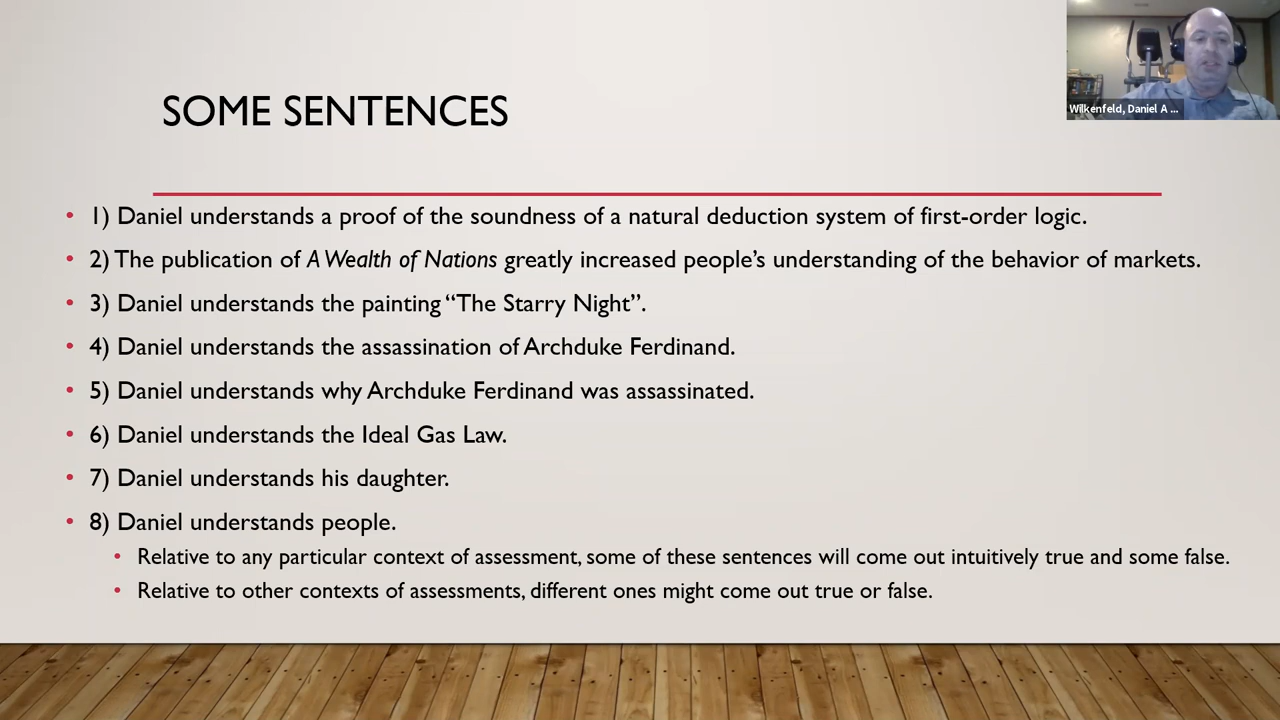 Wilkenfeld, Daniel A ...
SOME SENTENCES
• 1) Daniel understands a proof of the soundness of a natural deduction system of first-order logic.
• 2) The publication of A Wealth of Nations greatly increased people’s understanding of the behavior of markets.
• 3) Daniel understands the painting “The Starry Night”.
• 4) Daniel understands the assassination of Archduke Ferdinand.
• 5) Daniel understands why Archduke Ferdinand was assassinated.
• 6) Daniel understands the Ideal Gas Law.
• 7) Daniel understands his daughter.
• 8) Daniel understands people.
• Relative to any particular context of assessment, some of these sentences will come out intuitively true and some false.
• Relative to other contexts of assessments, different ones might come out true or false.